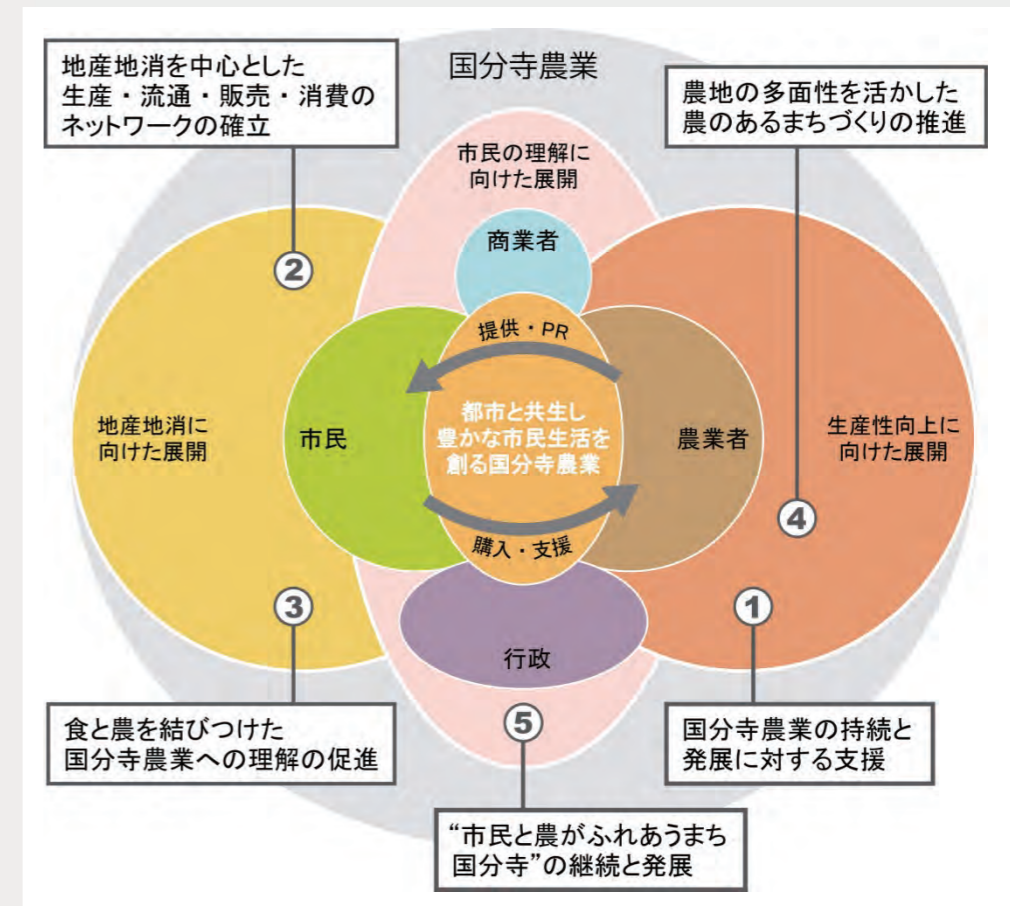 国分寺農業
地産地消を中心とした
生産・流通・販売・消費の
ネットワークの確立
農地の多面性を活かした
農のあるまちづくりの推進
市民の理解に
向けた展開
商業者
②
提供・PR
地産地消に
向けた展開
市民
都市と共生し
豊かな市民生活を
創る国分寺農業
農業者
生産性向上に
向けた展開
④
購入・支援
③
①
行政
⑤
食と農を結びつけた
国分寺農業への理解の促進
国分寺農業の持続と
発展に対する支援
“市民と農がふれあうまち
国分寺”の継続と発展